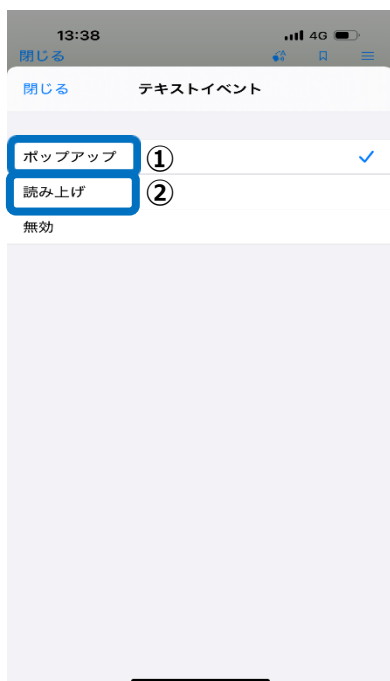 13:38 4G
閉じる
閉じる テキストイベント
ポップアップ ①
読み上げ ②
無効